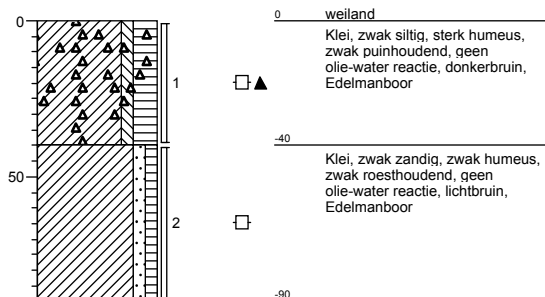 0
50
1
2
0
weiland
Klei, zwak siltig, sterk humeus,
zwak puinhoudend, geen
olie-water reactie, donkerbruin,
Edelmanboor
-40
Klei, zwak zandig, zwak humeus,
zwak roesthoudend, geen
olie-water reactie, lichtbruin,
Edelmanboor
-90